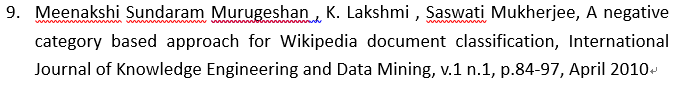 9. Meenakshi Sundaram Murugeshan , K. Lakshmi , Saswati Mukherjee, A negative
category based approach for Wikipedia document classification, International
Journal of Knowledge Engineering and Data Mining, v.1 n.1, p.84-97, April 2010